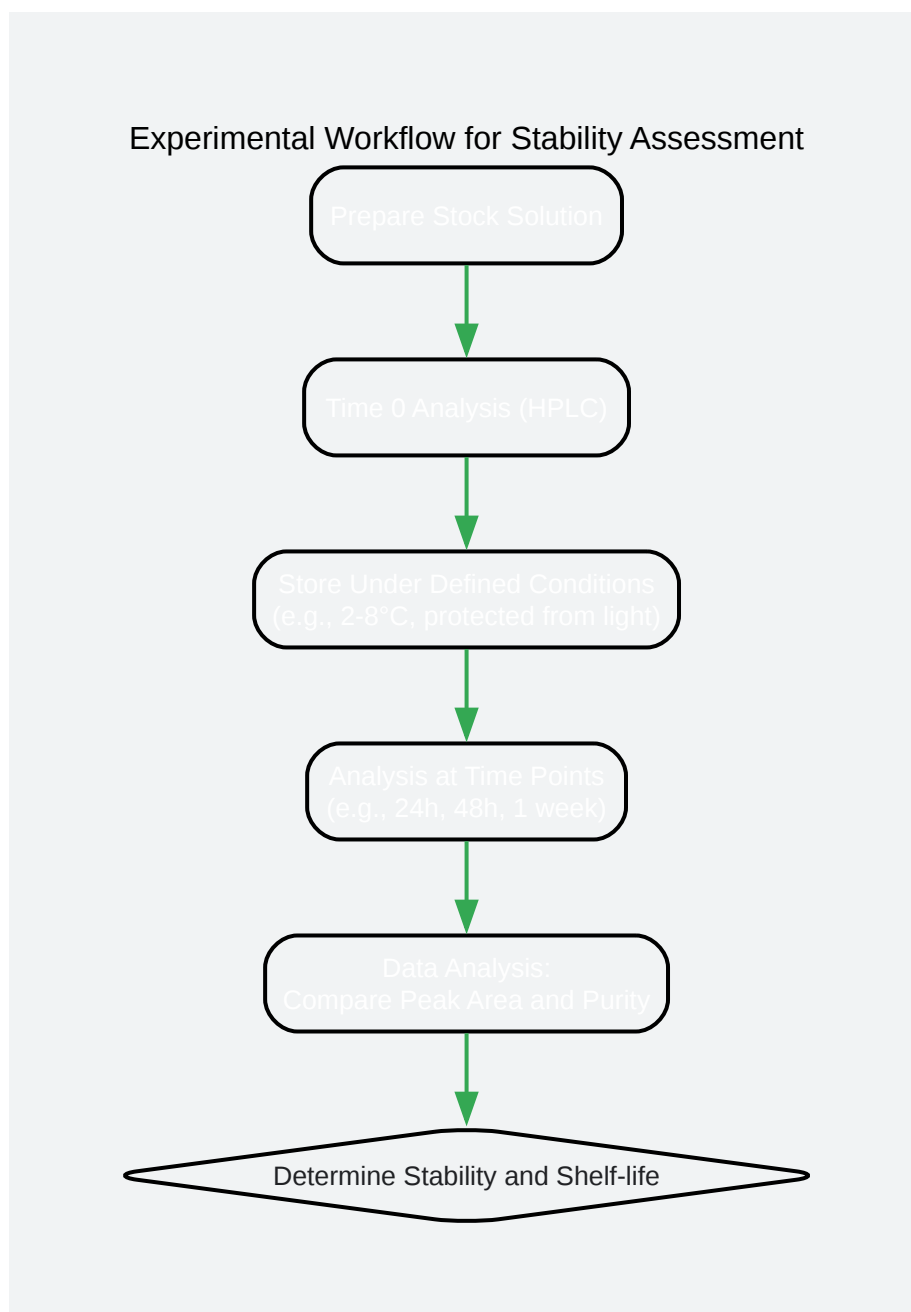 Experimental Workflow for Stability Assessment
Prepare Stock Solution
Time 0 Analysis (HPLC)
Store Under Defined Conditions
(e.g., 2-8°C, protected from light)
Analysis at Time Points
(e.g., 24h, 48h, 1 week)
Data Analysis:
Compare Peak Area and Purity
Determine Stability and Shelf-life